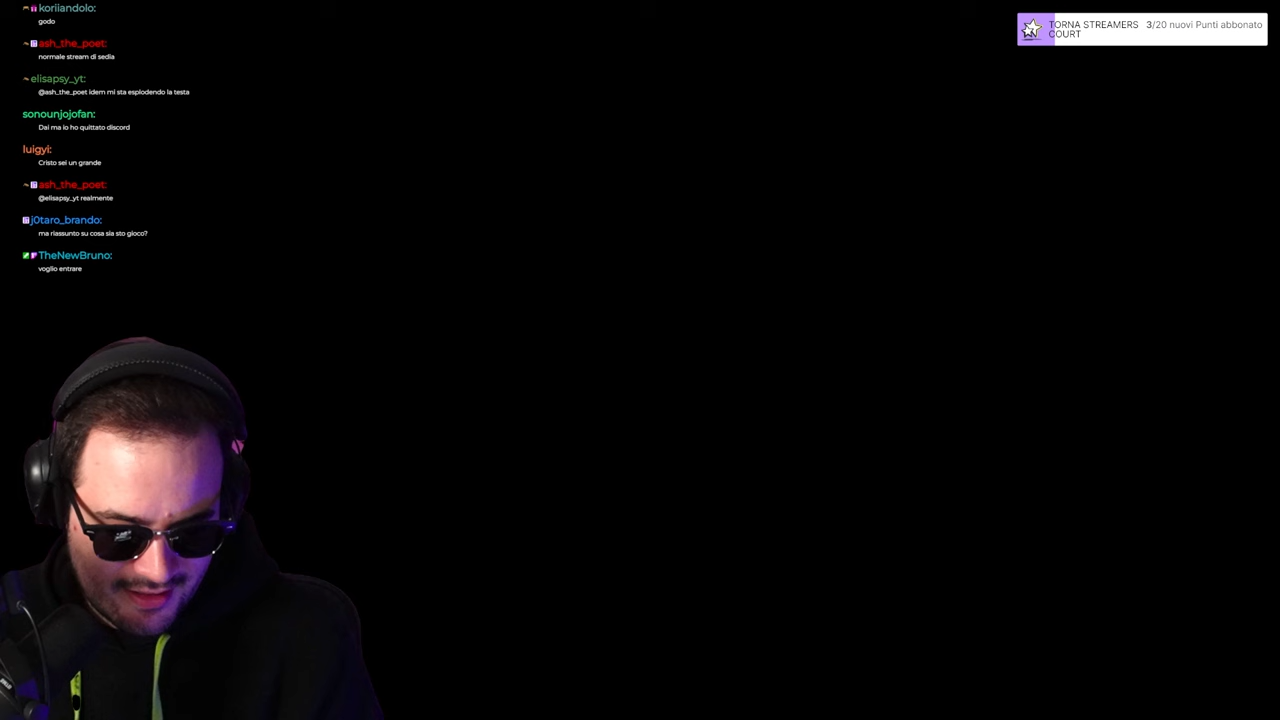 koriiandolo:
godo
ash_the_poet:
normale stream di sedia
elisapsy_yt:
@ash_the_poet idem mi sta esplodendo la testa
sonounjojofan:
Dai ma io ho quittato discord
luigyi:
Cristo sei un grande
ash_the_poet:
@elisapsy_yt realmente
j0taro_brando:
ma riassunto su cosa sia sto gioco?
TheNewBruno:
voglio entrare
TORNA STREAMERS COURT 3/20 nuovi Punti abbonato